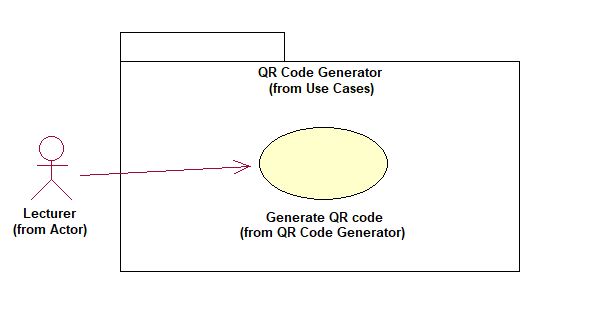 QR Code Generator
(from Use Cases)
Lecturer
(from Actor)
Generate QR code
(from QR Code Generator)